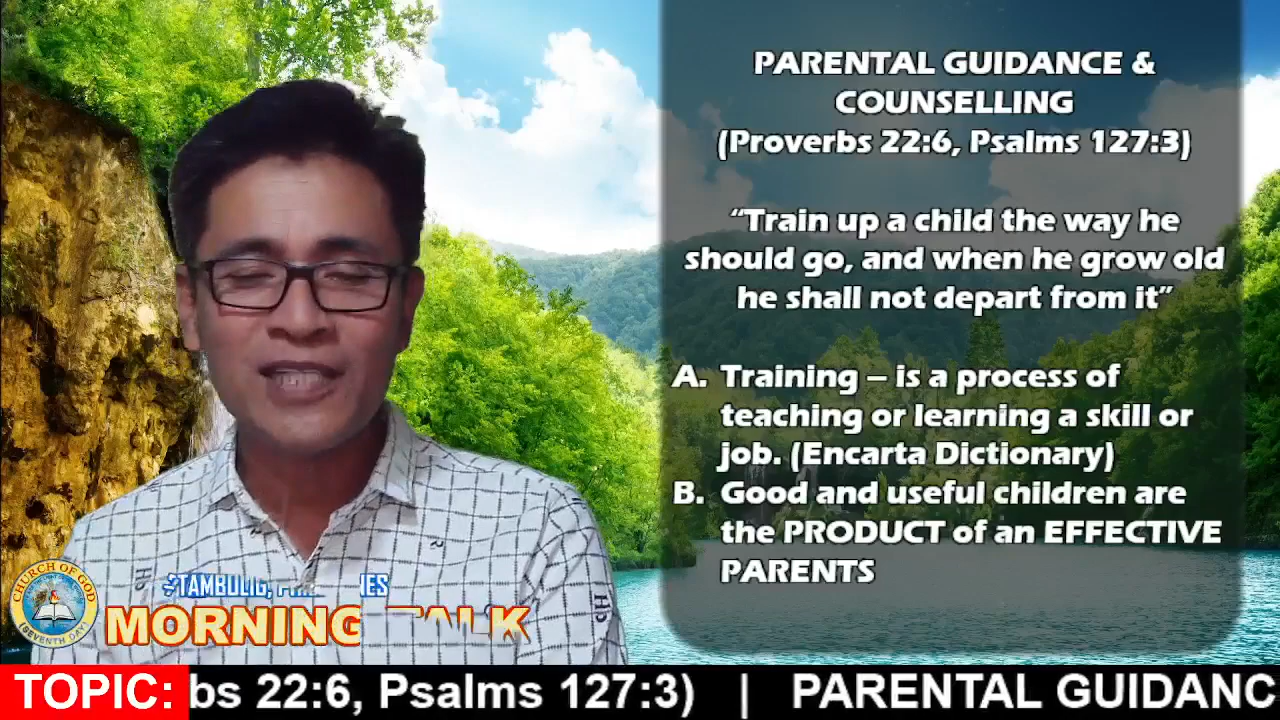 PARENTAL GUIDANCE &
COUNSELLING
(Proverbs 22:6, Psalms 127:3)
“Train up a child the way he
should go, and when he grow old
he shall not depart from it”
A. Training – is a process of
teaching or learning a skill or
job. (Encarta Dictionary)
B. Good and useful children are
the PRODUCT of an EFFECTIVE
PARENTS
CHURCH OF GOD
(SEVENTH DAY)
TAMBULIG,
MORNING TALK
TOPIC: bs 22:6, Psalms 127:3) | PARENTAL GUIDANC